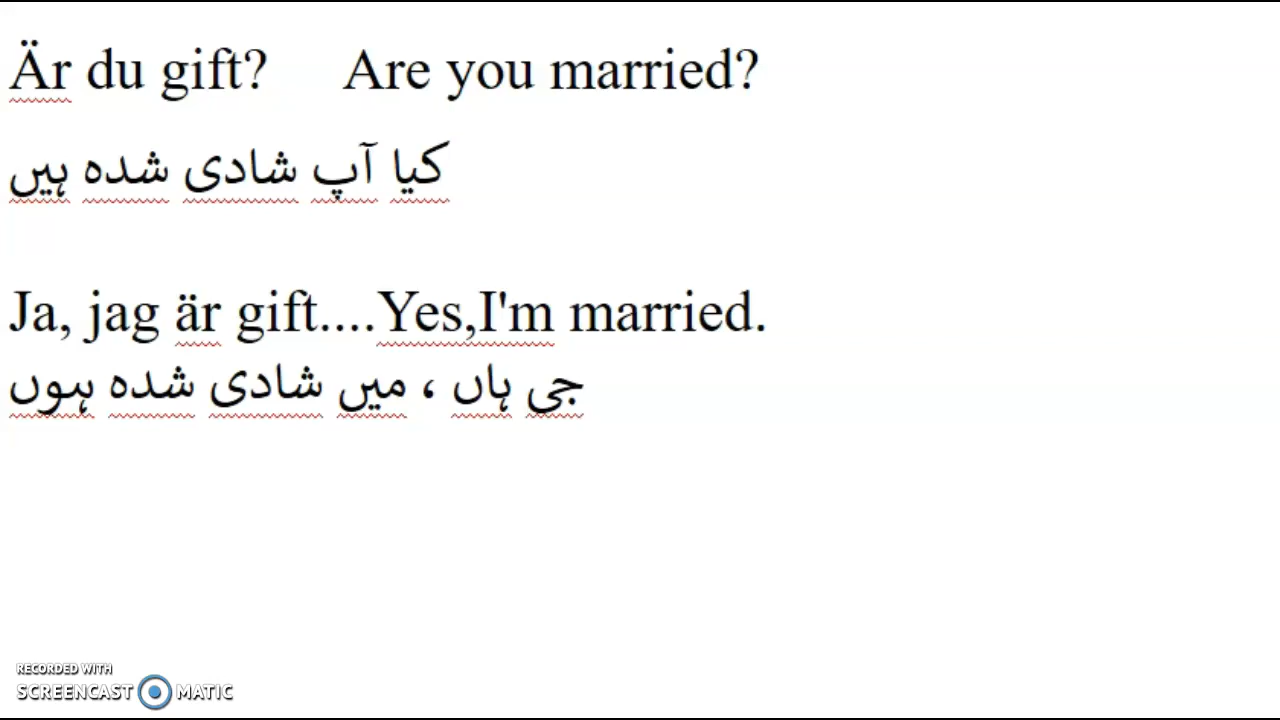 Är du gift? Are you married?
کیا آپ شادی شدہ ہیں
Ja, jag är gift....Yes,I'm married.
جی ہاں ، میں شادی شدہ ہوں
RECORDED WITH
SCREENCAST MATIC